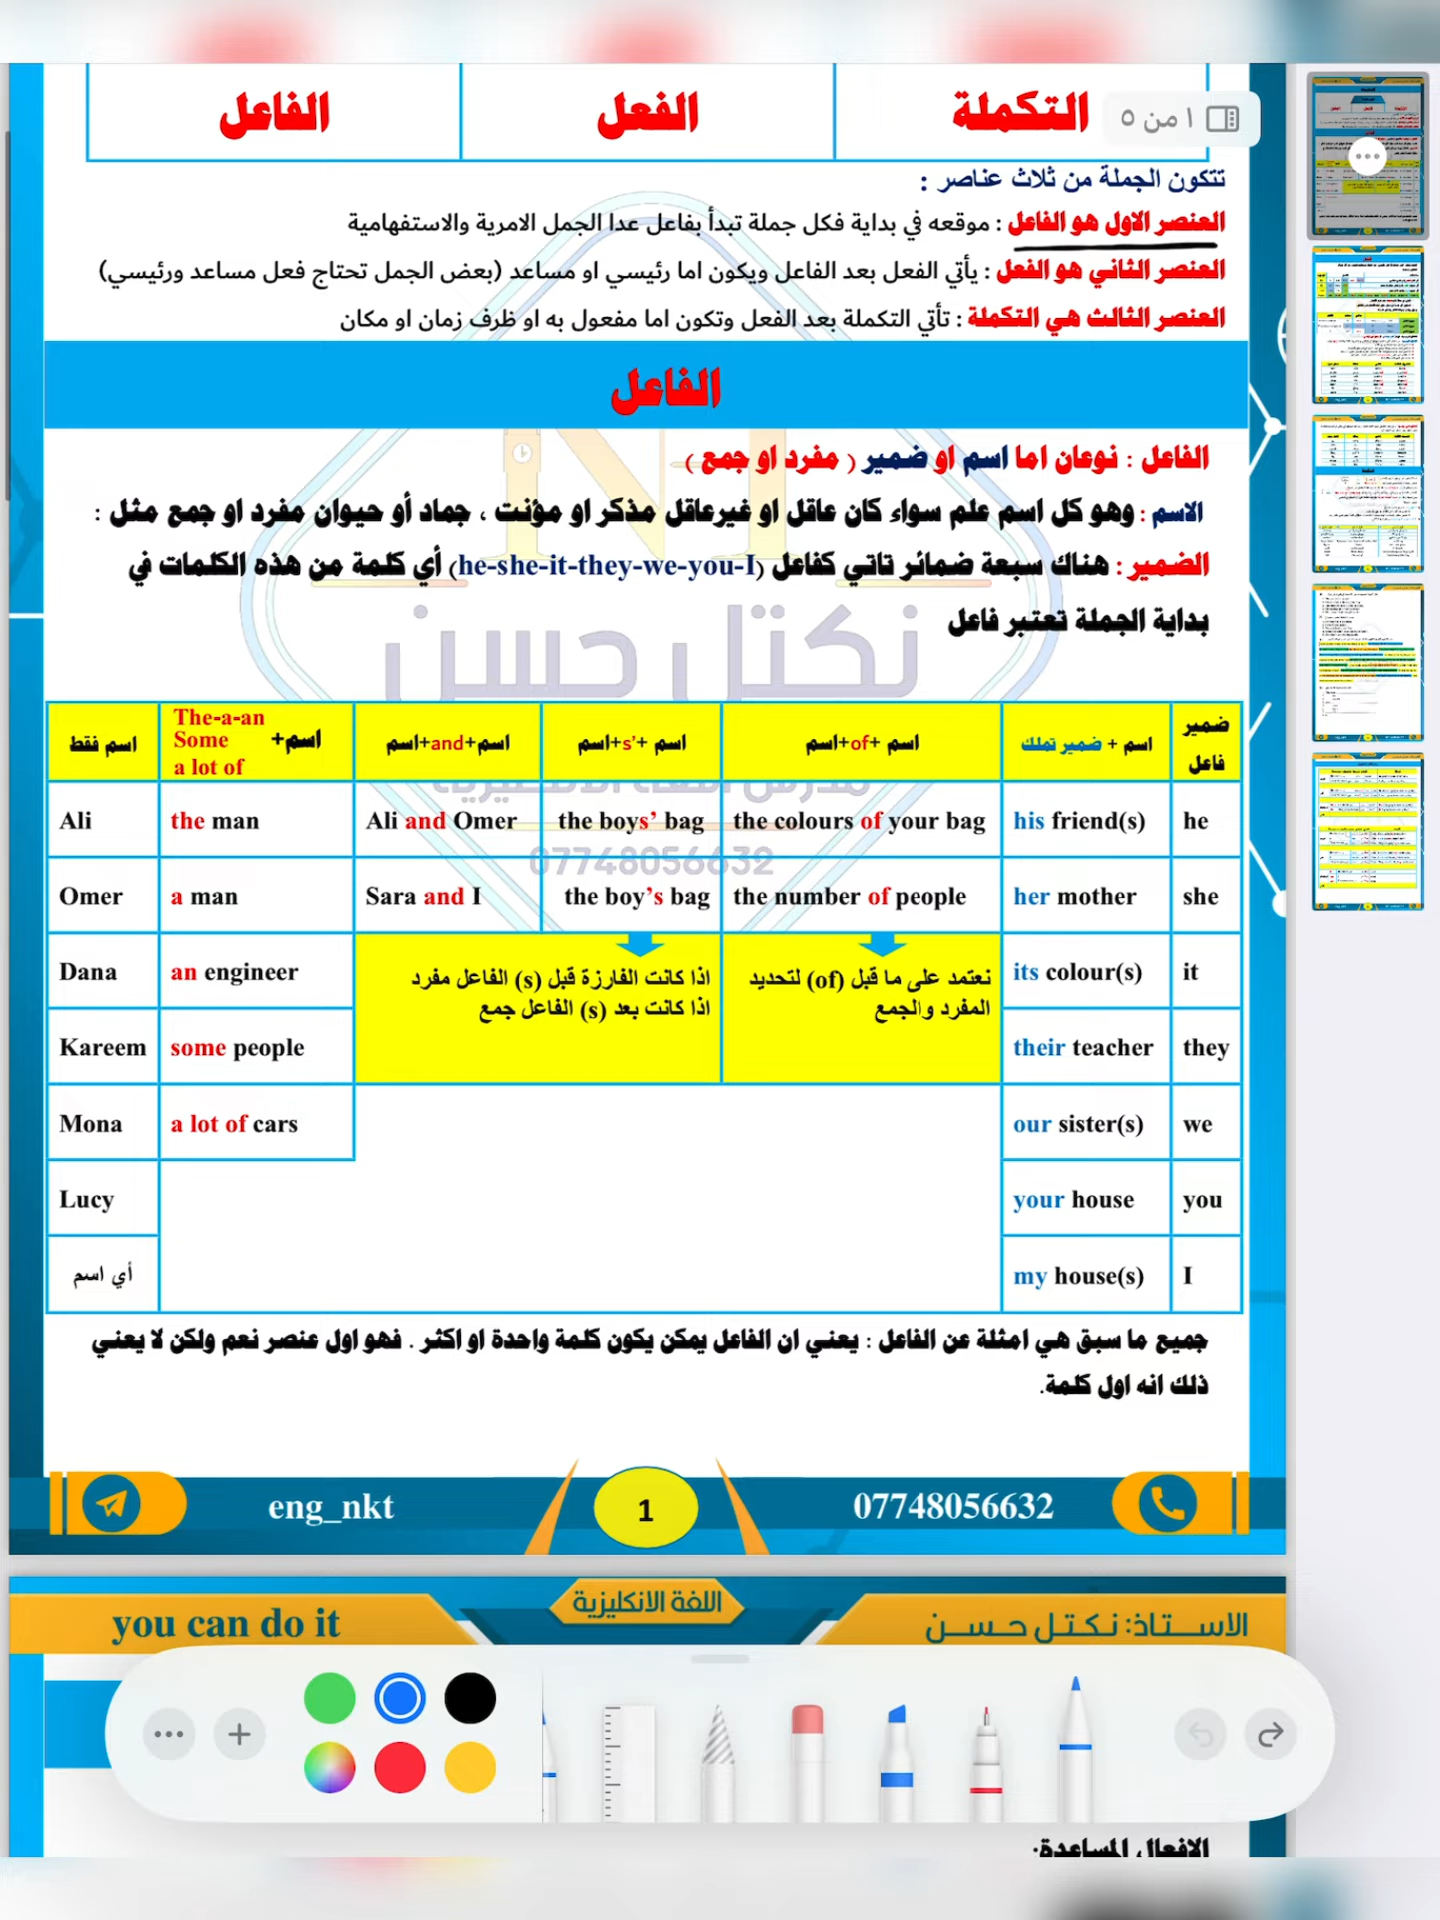 الفاعل
الفعل
التكملة
١ من ٥
تتكون الجملة من ثلاث عناصر :
العنصر الاول هو الفاعل : موقعه في بداية فكل جملة تبدأ بفاعل عدا الجمل الامرية والاستفهامية
العنصر الثاني هو الفعل : يأتي الفعل بعد الفاعل ويكون اما رئيسي او مساعد (بعض الجمل تحتاج فعل مساعد ورئيسي)
العنصر الثالث هي التكملة : تأتي التكملة بعد الفعل وتكون اما مفعول به او ظرف زمان او مكان
الفاعل
الفاعل : نوعان اما اسم او ضمير ( مفرد او جمع )
الاسم : وهو كل اسم علم سواء كان عاقل او غيرعاقل مذكر او مؤنت ، جماد أو حيوان مفرد او جمع مثل :
الضمير : هناك سبعة ضمائر تاتي كفاعل (he-she-it-they-we-you-I) أي كلمة من هذه الكلمات في
بداية الجملة تعتبر فاعل
نكتل حسن
مدرس اللغة الانكليزية
07748056632
اسم فقط
The-a-an
Some
a lot of
+اسم
اسم+and+اسم
اسم +'s+اسم
اسم +of+اسم
اسم + ضمير تملك
ضمير
فاعل
Ali
the man
Ali and Omer
the boys’ bag
the colours of your bag
his friend(s)
he
Omer
a man
Sara and I
the boy’s bag
the number of people
her mother
she
Dana
an engineer
اذا كانت الفارزة قبل (s) الفاعل مفرد
اذا كانت بعد (s) الفاعل جمع
نعتمد على ما قبل (of) لتحديد
المفرد والجمع
its colour(s)
it
Kareem
some people
their teacher
they
Mona
a lot of cars
our sister(s)
we
Lucy
your house
you
أي اسم
my house(s)
I
جميع ما سبق هي امثلة عن الفاعل : يعني ان الفاعل يمكن يكون كلمة واحدة او اكثر . فهو اول عنصر نعم ولكن لا يعني
ذلك انه اول كلمة.
eng_nkt
1
07748056632
you can do it
اللغة الانكليزية
الاستاذ: نكتل حسن
الافعال المساعدة: